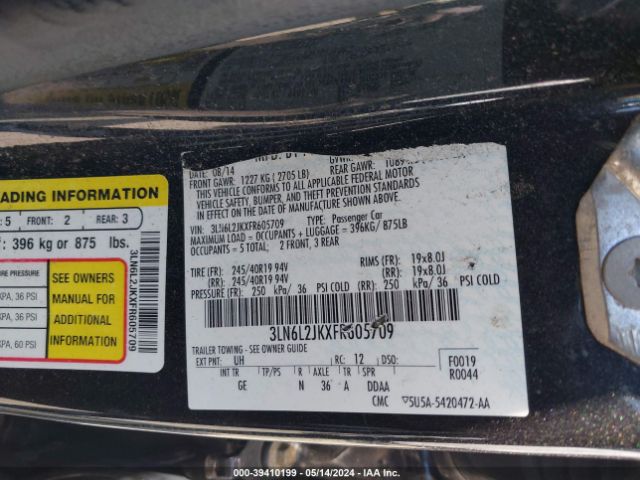 ADING INFORMATION
5 FRONT: 2 REAR: 3
396 kg or 875 lbs.
E PRESSURE
KPA, 36 PSI
KPA, 36 PSI
KPA, 60 PSI
SEE OWNERS
MANUAL FOR
ADDITIONAL
INFORMATION
3LN6L2JKXFR605709
DATE: 08/14
FRONT GAWR: 1227 KG ( 2705 LB)
REAR GAWR:
THIS VEHICLE CONFORMS TO ALL APPLICABLE FEDERAL MOTOR
VEHICLE SAFETY, BUMPER, AND THEFT PREVENTION STANDARDS
IN EFFECT ON THE DATE OF MANUFACTURE SHOWN ABOVE.
VIN: 3LN6L2JKXFR605709 TYPE: Passenger Car
MAXIMUM LOAD = OCCUPANTS + LUGGAGE = 396KG/ 875LB
OCCUPANTS = 5 TOTAL: 2 FRONT, 3 REAR
TIRE (FR): 245/40R19 94V RIMS (FR): 19x8.0J
(RR): 245/40R19 94V (RR): 19x8.0J
PRESSURE (FR): 250 kPa/ 36 PSI COLD (RR): 250 kPa/ 36 PSI COLD
3LN6L2JKXFR605709
TRAILER TOWING - SEE OWNER GUIDE
EXT PNT: UH RC: 12 DSO:
F0019
R0044
INT TR TP/PS R AXLE TR SPR
GE N 36 A DDAA
CMC 5U5A-5420472-AA
000-39410199 - 05/14/2024 - IAA Inc.